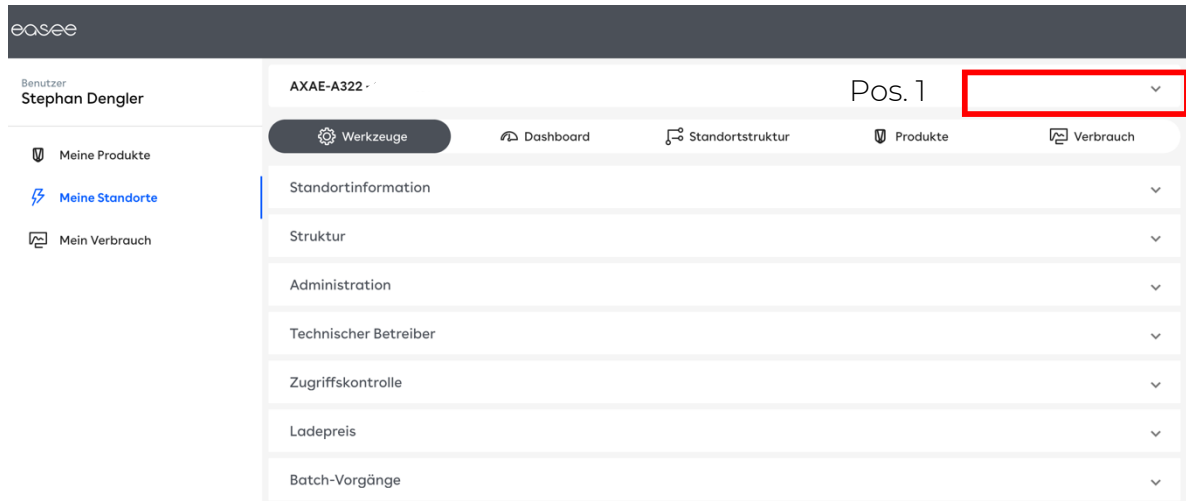 easee
Benutzer
Stephan Dengler
Meine Produkte
Meine Standorte
Mein Verbrauch
AXAE-A322
Pos. 1
Werkzeuge
Dashboard
Standortstruktur
Produkte
Verbrauch
Standortinformation
Struktur
Administration
Technischer Betreiber
Zugriffskontrolle
Ladepreis
Batch-Vorgänge